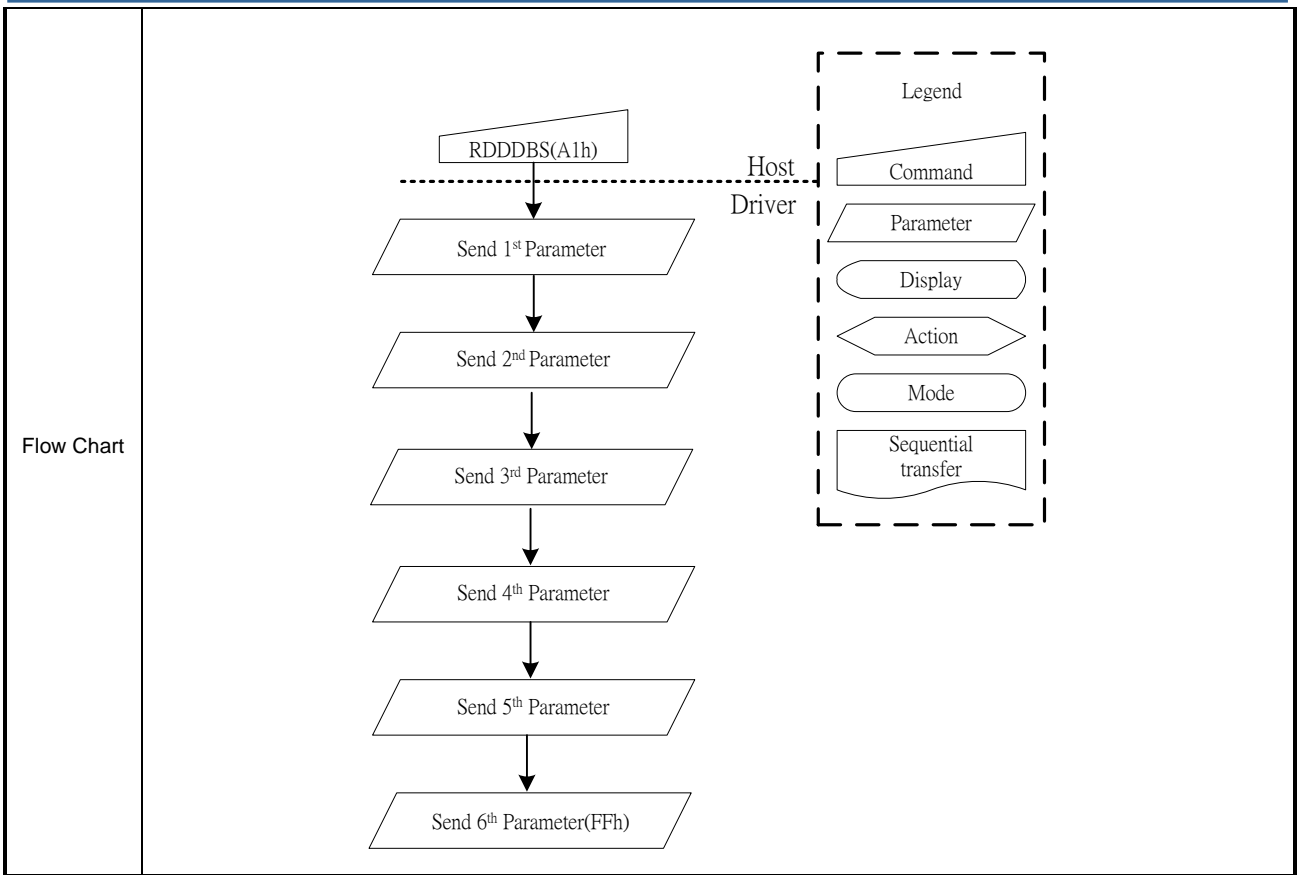 Flow Chart
RDDDBS(A1h)
Host
Driver
Send 1st Parameter
Send 2nd Parameter
Send 3rd Parameter
Send 4th Parameter
Send 5th Parameter
Send 6th Parameter(FFh)
Legend
Command
Parameter
Display
Action
Mode
Sequential
transfer